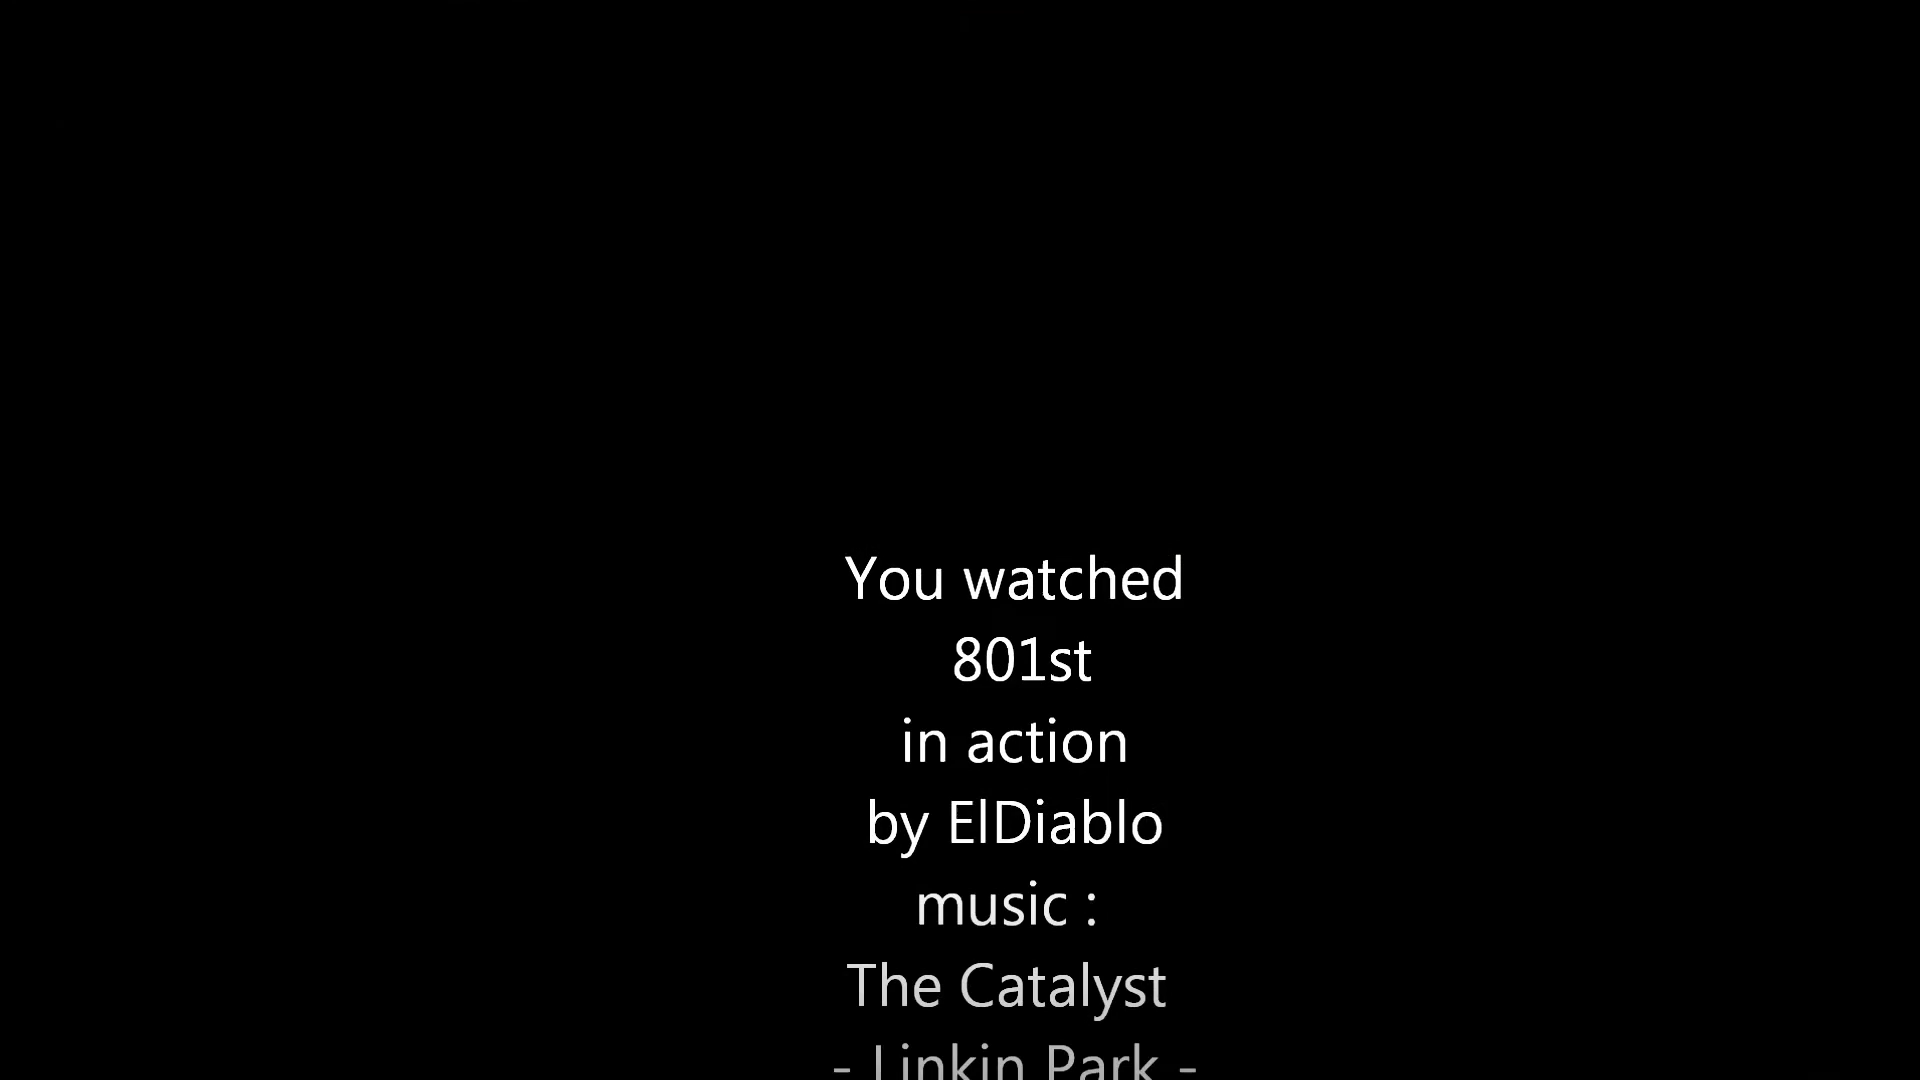 You watched
801st
in action
by ElDiablo
music :
The Catalyst
- Linkin Park -